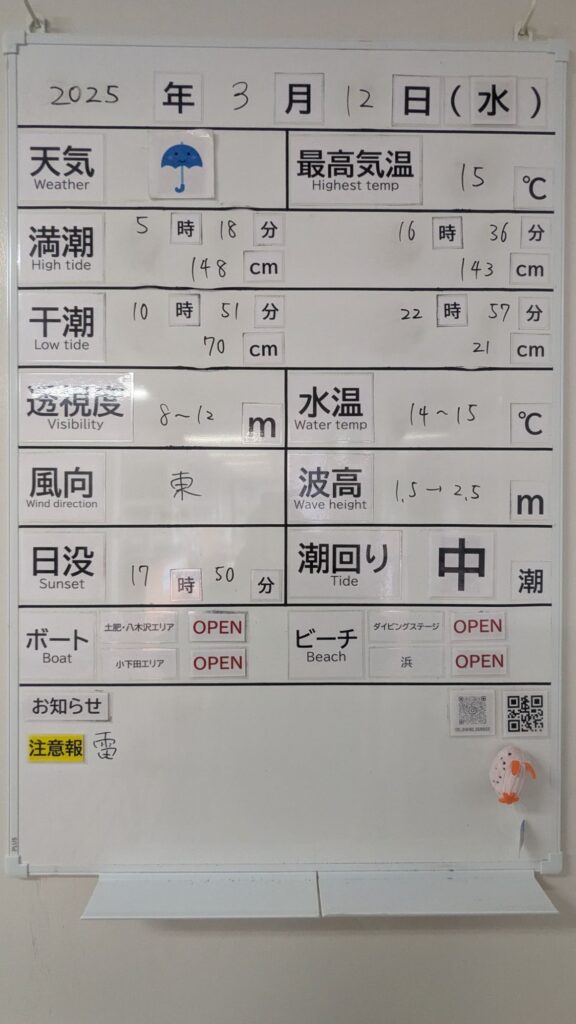 2025 年 3 月 12 日 ( 水 )
天気 最高気温 15 ℃
Weather Highest temp
満潮 5 時 18 分 16 時 36 分
High tide 148 cm 143 cm
干潮 10 時 51 分 22 時 57 分
Low tide 70 cm 21 cm
透視度 8~12 m 水温 14~15 ℃
Visibility Water temp
風向 東 波高 1.5→2.5 m
Wind direction Wave height
日没 17 時 50 分 潮回り 中 潮
Sunset Tide
ボート 土肥・八木沢エリア OPEN ビーチ ダイビングステージ OPEN
Boat 小下田エリア OPEN Beach 浜 OPEN
お知らせ
注意報 雷
PLUS